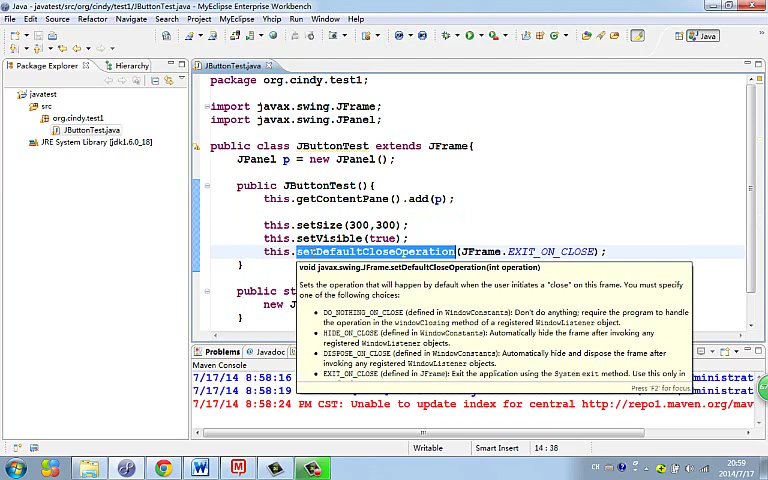 Java - javatest/src/org/cindy/test1/JButtonTest.java - MyEclipse Enterprise Workbench
File Edit Source Refactor Navigate Search Project MyEclipse Yhcip Run Window Help
Java
Package Explorer Hierarchy
javatest
src
org.cindy.test1
JButtonTest.java
JRE System Library [jdk1.6.0_18]
JButtonTest.java
package org.cindy.test1;
import javax.swing.JFrame;
import javax.swing.JPanel;
public class JButtonTest extends JFrame{
JPanel p = new JPanel();
public JButtonTest(){
this.getContentPane().add(p);
this.setSize(300,300);
this.setVisible(true);
this.setDefaultCloseOperation(JFrame.EXIT_ON_CLOSE);
}
public st
new J
}
void javax.swing.JFrame.setDefaultCloseOperation(int operation)
Sets the operation that will happen by default when the user initiates a "close" on this frame. You must specify
one of the following choices:
• DO_NOTHING_ON_CLOSE (defined in WindowConstants): Don't do anything; require the program to handle
the operation in the windowClosing method of a registered WindowListener object.
• HIDE_ON_CLOSE (defined in WindowConstants): Automatically hide the frame after invoking any
registered WindowListener objects.
• DISPOSE_ON_CLOSE (defined in WindowConstants): Automatically hide and dispose the frame after
invoking any registered WindowListener objects.
• EXIT_ON_CLOSE (defined in JFrame): Exit the application using the System exit method. Use this only in
Press 'F2' for focus
Problems Javadoc
Maven Console
7/17/14 8:58:16 dministrat
7/17/14 8:58:19 dministrat
7/17/14 8:58:24 PM CST: Unable to update index for central http://repo1.maven.org/mav
Writable Smart Insert 14 : 38
CH
20:59
2014/7/17